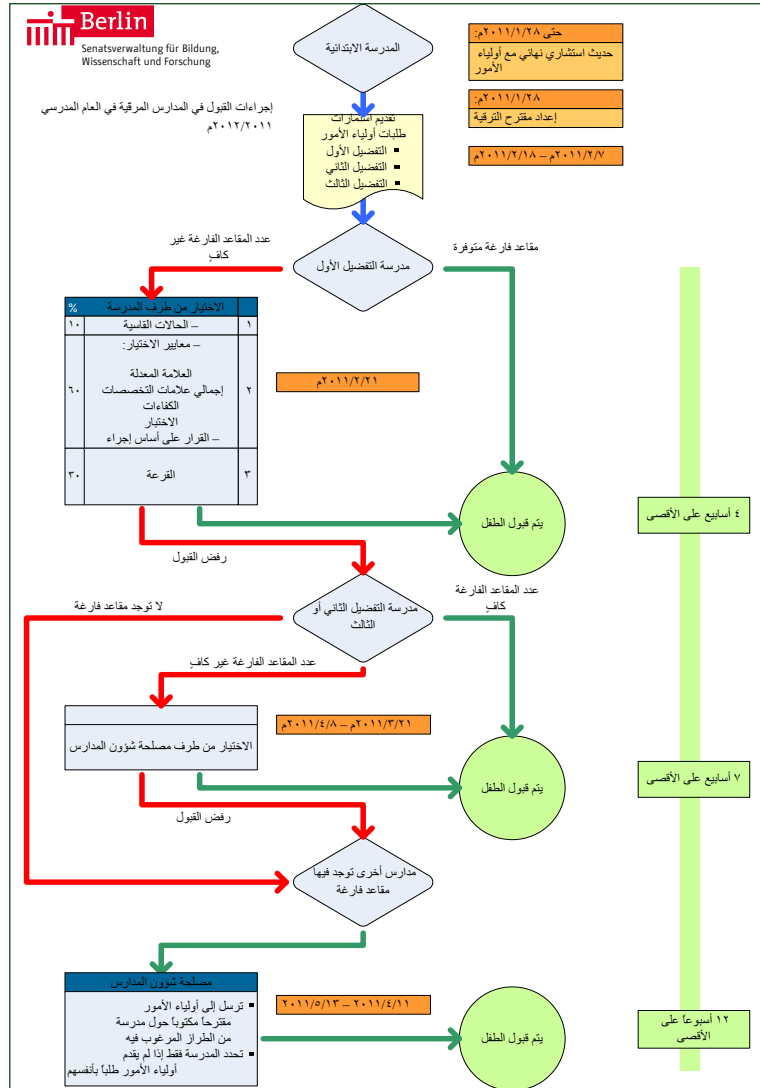 Berlin
Senatsverwaltung für Bildung,
Wissenschaft und Forschung
إجراءات القبول في المدارس المرقية في العام المدرسي
٢٠١٢/٢٠١١م
المدرسة الابتدائية
حتى ٢٠١١/١/٢٨م:
حديث استشاري نهائي مع أولياء
الأمور
٢٠١١/١/٢٨م:
إعداد مقترح الترقية
تقديم استمارات
طلبات أولياء الأمور
▪ التفضيل الأول
▪ التفضيل الثاني
▪ التفضيل الثالث
٢٠١١/٢/٧م – ٢٠١١/٢/١٨م
مدرسة التفضيل الأول
مقاعد فارغة متوفرة
عدد المقاعد الفارغة غير
كافٍ
الاختيار من طرف المدرسة %
١ – الحالات القاسية ١٠
– معايير الاختيار:
العلامة المعدلة
إجمالي علامات التخصصات
٢ الكفاءات ٦٠
الاختبار
– القرار على أساس إجراء
٣ القرعة ٣٠
٢٠١١/٢/٢١م
يتم قبول الطفل
٤ أسابيع على الأقصى
رفض القبول
مدرسة التفضيل الثاني أو
الثالث
عدد المقاعد الفارغة
كافٍ
لا توجد مقاعد فارغة
عدد المقاعد الفارغة غير كافٍ
الاختيار من طرف مصلحة شؤون المدارس
٢٠١١/٣/٢١م – ٢٠١١/٤/٨م
يتم قبول الطفل
٧ أسابيع على الأقصى
رفض القبول
مدارس أخرى توجد فيها
مقاعد فارغة
مصلحة شؤون المدارس
▪ ترسل إلى أولياء الأمور
مقترحاً مكتوباً حول مدرسة
من الطراز المرغوب فيه
▪ تحدد المدرسة فقط إذا لم يقدم
أولياء الأمور طلباً بأنفسهم
٢٠١١/٤/١١ – ٢٠١١/٥/١٣
يتم قبول الطفل
١٢ أسبوعاً على
الأقصى